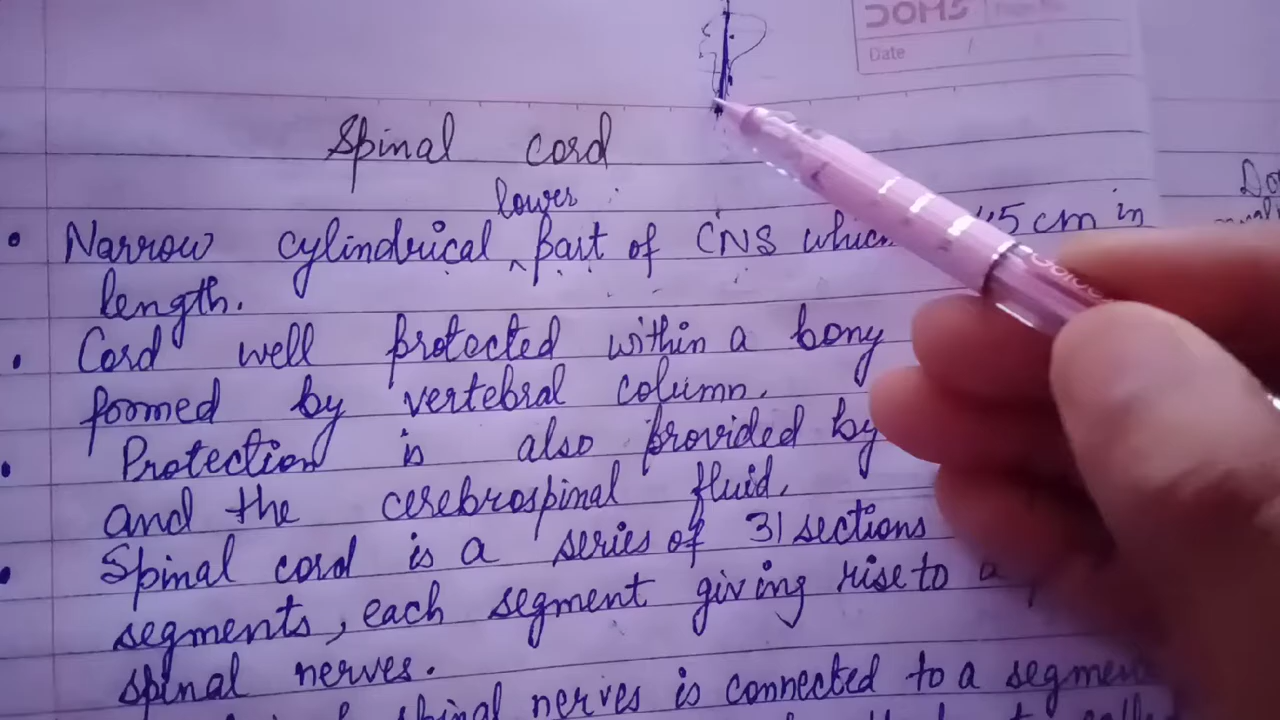 DOMS
Date / /
Spinal cord
lower
Narrow cylindrical ^ part of CNS which 45 cm in
length.
Cord well protected within a bony
formed by vertebral column.
Protection is also provided by
and the cerebrospinal fluid.
Spinal cord is a series of 31 sections
segments, each segment giving rise to a
spinal nerves.
spinal nerves is connected to a segment